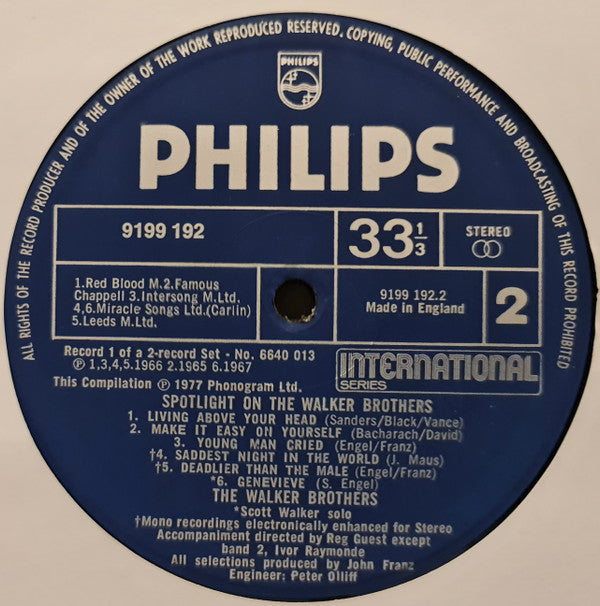 ALL RIGHTS OF THE RECORD PRODUCER AND OF THE OWNER OF THE WORK REPRODUCED RESERVED. COPYING, PUBLIC PERFORMANCE AND BROADCASTING OF THIS RECORD PROHIBITED
PHILIPS
PHILIPS
9199 192
33 1/3
STEREO
1.Red Blood M.2.Famous
Chappell 3.Intersong M.Ltd.
4,6.Miracle Songs Ltd.(Carlin)
5.Leeds M.Ltd.
9199 192.2
Made in England
2
Record 1 of a 2-record Set - No. 6640 013
Ⓟ 1,3,4,5.1966 2.1965 6.1967
This Compilation Ⓟ 1977 Phonogram Ltd.
INTERNATIONAL
SERIES
SPOTLIGHT ON THE WALKER BROTHERS
1. LIVING ABOVE YOUR HEAD (Sanders/Black/Vance)
2. MAKE IT EASY ON YOURSELF (Bacharach/David)
3. YOUNG MAN CRIED (Engel/Franz)
†4. SADDEST NIGHT IN THE WORLD (J. Maus)
†5. DEADLIER THAN THE MALE (Engel/Franz)
*6. GENEVIEVE (S. Engel)
THE WALKER BROTHERS
*Scott Walker solo
†Mono recordings electronically enhanced for Stereo
Accompaniment directed by Reg Guest except
band 2, Ivor Raymonde
All selections produced by John Franz
Engineer: Peter Olliff